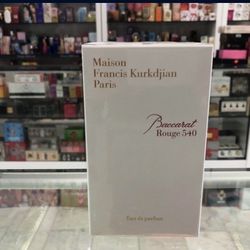 Maison
Francis Kurkdjian
Paris
Baccarat
Rouge 540
Eau de parfum